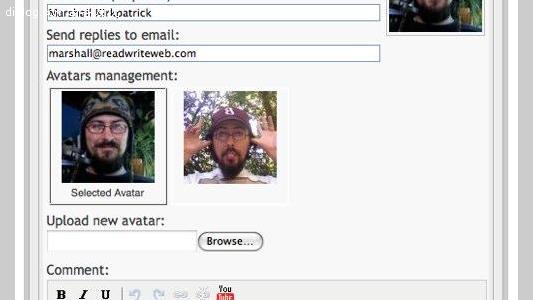 Marshall Kirkpatrick
Send replies to email:
marshall@readwriteweb.com
Avatars management:
8
Selected Avatar
Upload new avatar:
Browse...
Comment:
B I U You Tube